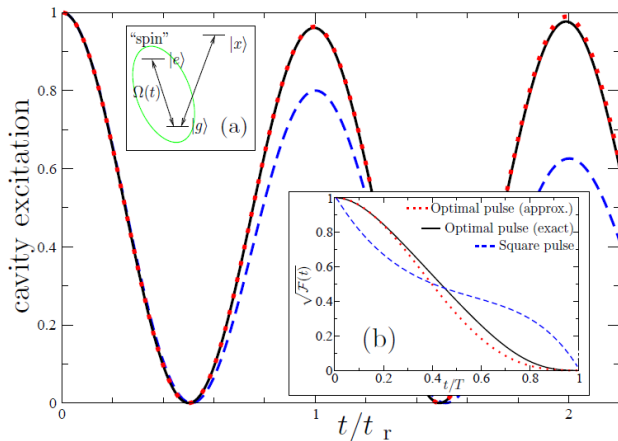 cavity excitation
1
0.8
0.6
0.4
0.2
0
0
1
2
t/t r
“spin”
|e⟩
|x⟩
Ω(t)
|g⟩
(a)
Optimal pulse (approx.)
Optimal pulse (exact)
Square pulse
√F(t)
1
0.8
0.6
0.4
0.2
0
0
0.2
0.4
0.6
0.8
1
t/T
(b)